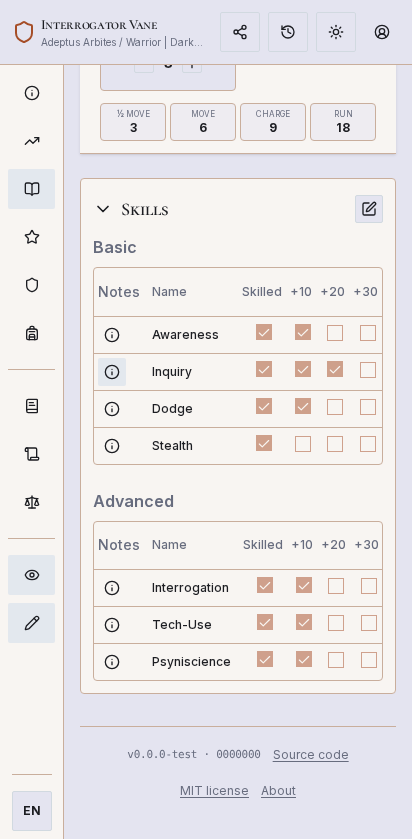 Interrogator Vane
Adeptus Arbites / Warrior | Dark...
½ MOVE MOVE CHARGE RUN
3 6 9 18
Skills
Basic
Notes Name Skilled +10 +20 +30
Awareness
Inquiry
Dodge
Stealth
Advanced
Notes Name Skilled +10 +20 +30
Interrogation
Tech-Use
Psyniscience
v0.0.0-test · 0000000 Source code
MIT license About
EN